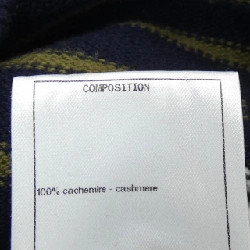 COMPOSITION
100% cachemire - cashmere